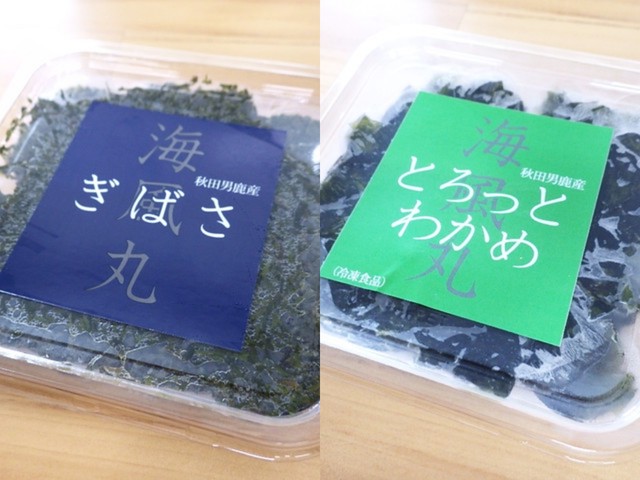 海風丸
秋田男鹿産
ぎばさ
海風丸
秋田男鹿産
とろっと
わかめ
(冷凍食品)